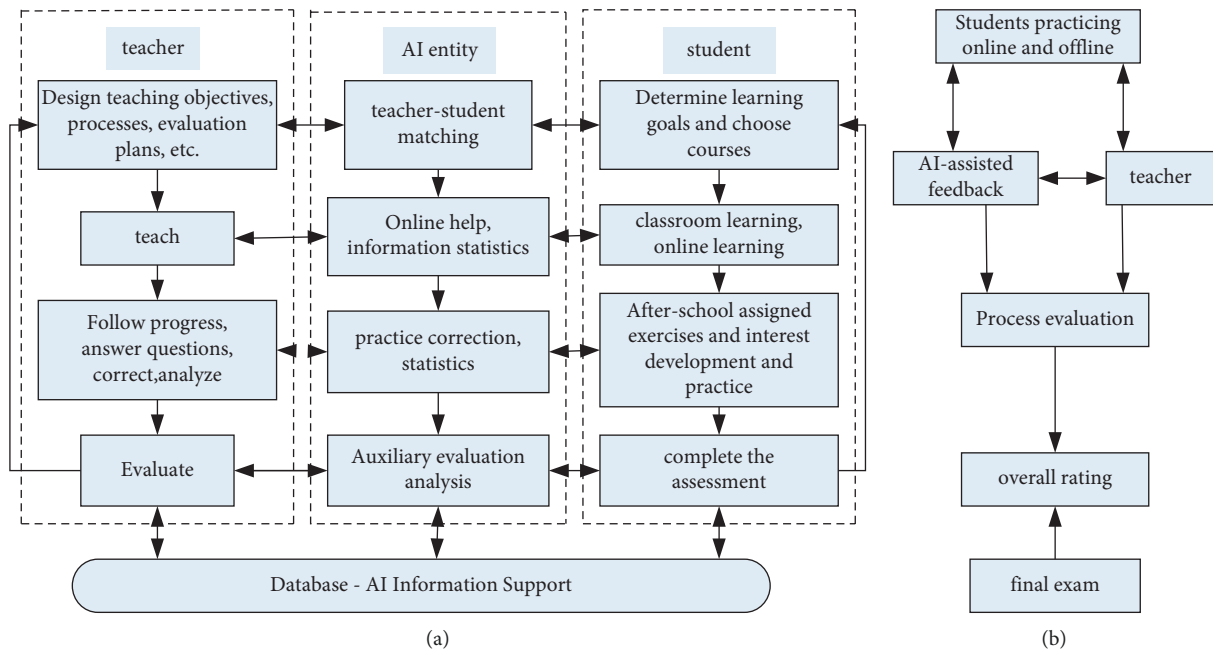 teacher
AI entity
student
Design teaching objectives,
processes, evaluation
plans, etc.
teacher-student
matching
Determine learning
goals and choose
courses
teach
Online help,
information statistics
classroom learning,
online learning
Follow progress,
answer questions,
correct,analyze
practice correction,
statistics
After-school assigned
exercises and interest
development and
practice
Evaluate
Auxiliary evaluation
analysis
complete the
assessment
Database - AI Information Support
(a)
Students practicing
online and offline
AI-assisted
feedback
teacher
Process evaluation
overall rating
final exam
(b)